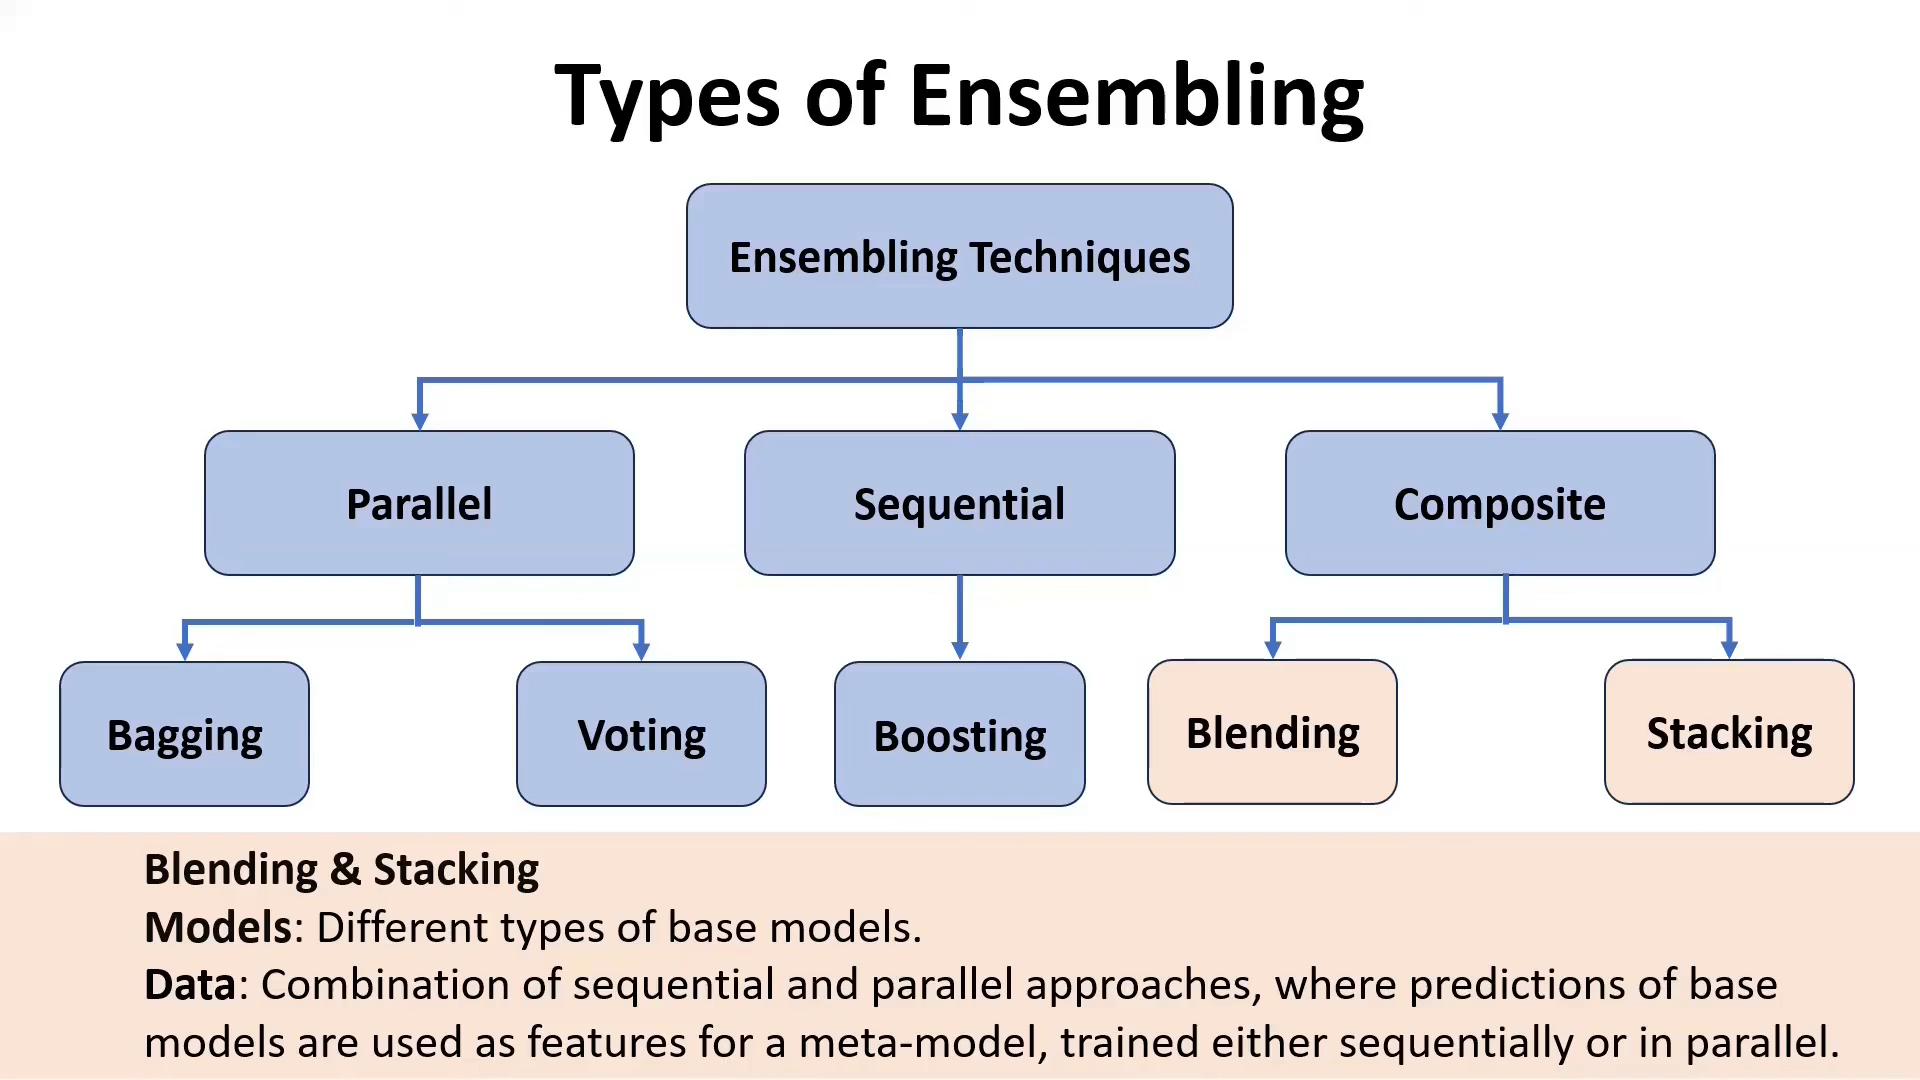 Types of Ensembling
Ensembling Techniques
Parallel
Sequential
Composite
Bagging
Voting
Boosting
Blending
Stacking
Blending & Stacking
Models: Different types of base models.
Data: Combination of sequential and parallel approaches, where predictions of base
models are used as features for a meta-model, trained either sequentially or in parallel.